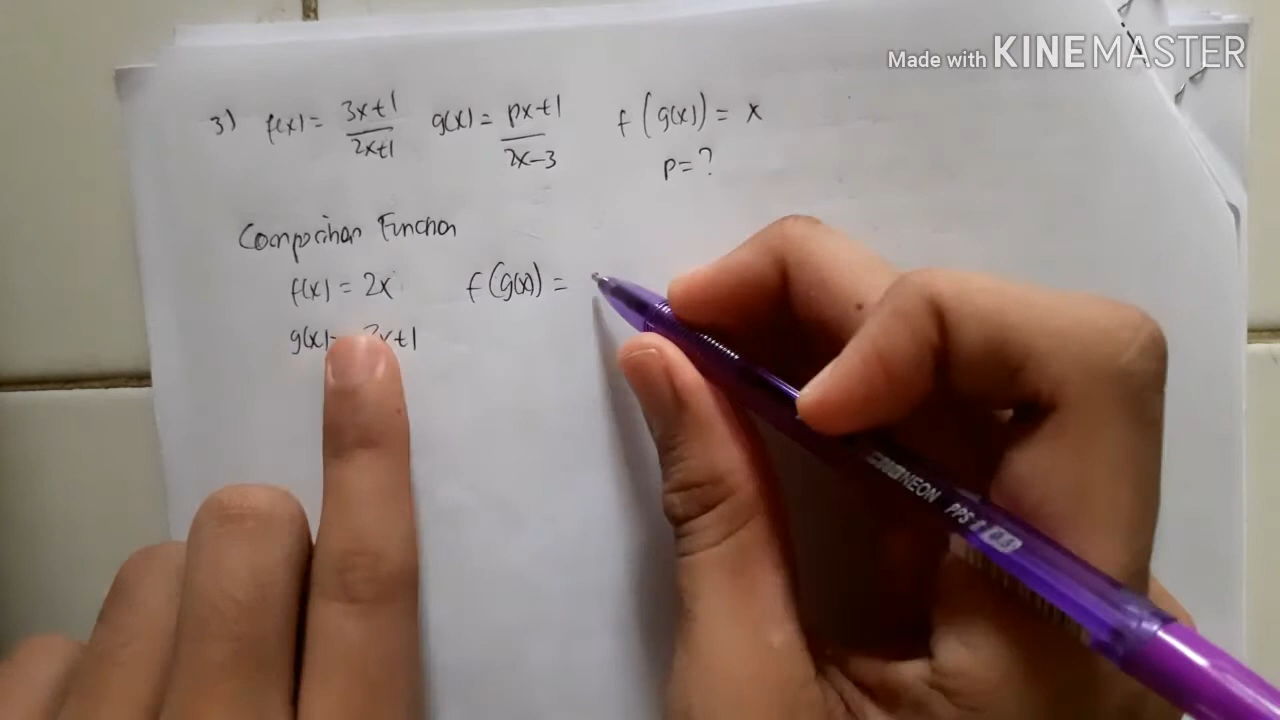 Made with KINEMASTER
3) f(x) = 3x+1/2x+1 g(x) = px+1/2x-3 f(g(x)) = x
p = ?
Composition Function
f(x) = 2x f(g(x)) =
g(x) = x+1
NEON PPS